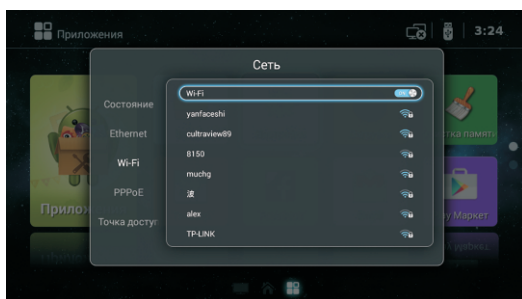 Приложения
3:24
Сеть
Состояние
Ethernet
Wi-Fi
PPPoE
Точка доступ
Wi-Fi
ON
yanfaceshi
cultraview89
8150
muchg
波
alex
TP-LINK
Прилож
тка памят
у Маркет